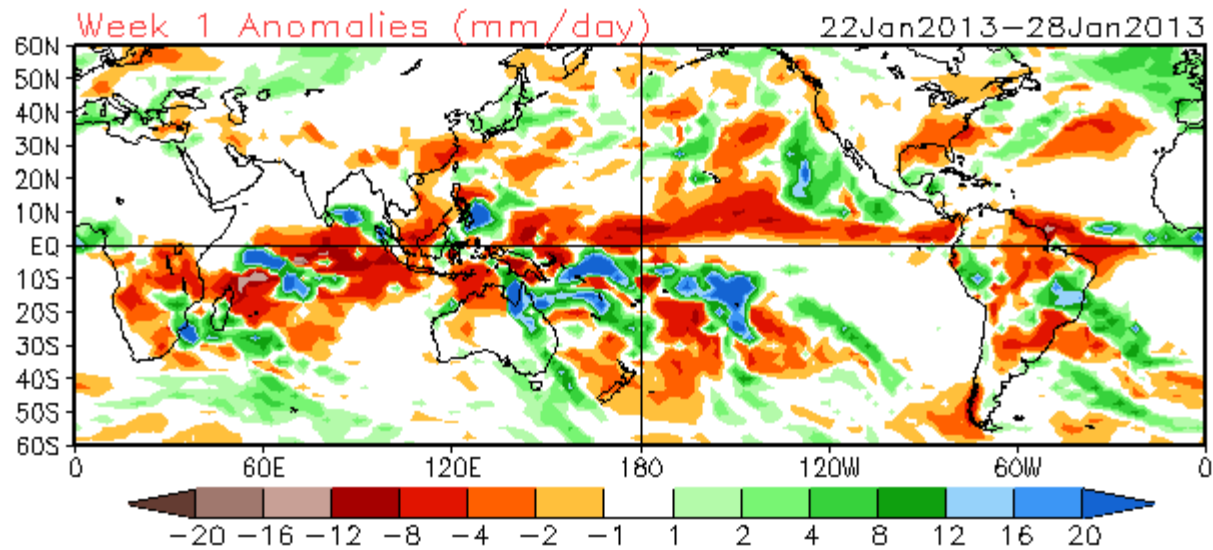 Week 1 Anomalies (mm/day) 22Jan2013-28Jan2013
60N
50N
40N
30N
20N
10N
EQ
10S
20S
30S
40S
50S
60S
0 60E 120E 180 120W 60W 0
-20 -16 -12 -8 -4 -2 -1 1 2 4 8 12 16 20